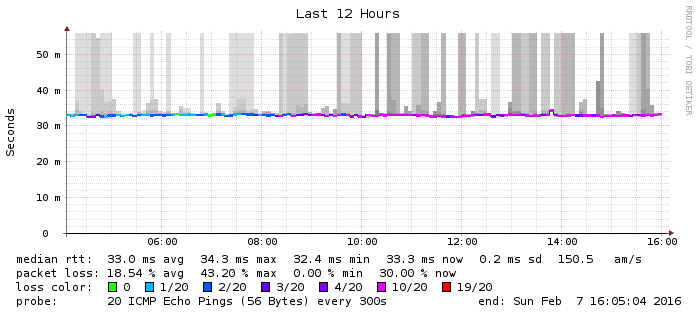 Last 12 Hours
RRDTOOL / TOBI OETIKER
Seconds
50 m
40 m
30 m
20 m
10 m
0
06:00 08:00 10:00 12:00 14:00 16:00
median rtt: 33.0 ms avg 34.3 ms max 32.4 ms min 33.3 ms now 0.2 ms sd 150.5 am/s
packet loss: 18.54 % avg 43.20 % max 0.00 % min 30.00 % now
loss color: 0 1/20 2/20 3/20 4/20 10/20 19/20
probe: 20 ICMP Echo Pings (56 Bytes) every 300s end: Sun Feb 7 16:05:04 2016